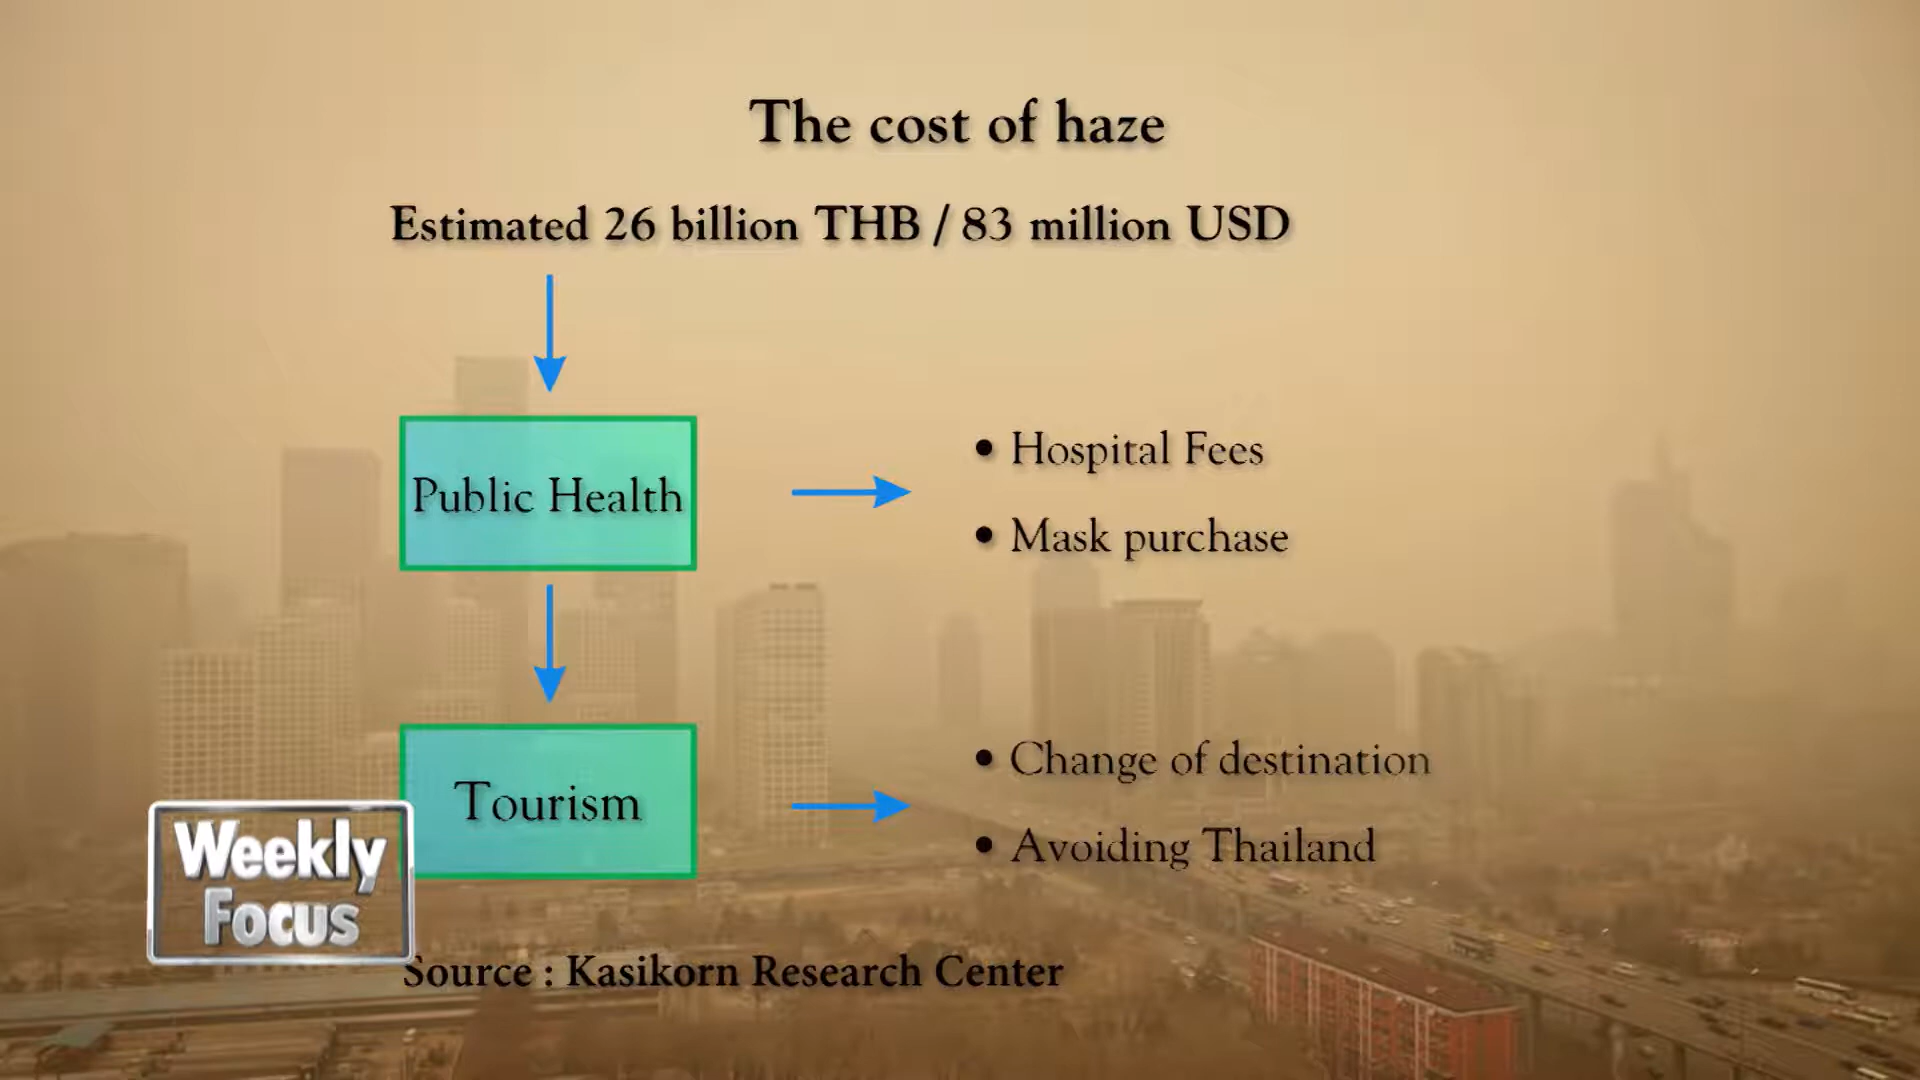 The cost of haze
Estimated 26 billion THB / 83 million USD
Public Health
• Hospital Fees
• Mask purchase
Tourism
• Change of destination
• Avoiding Thailand
Weekly
Focus
Source : Kasikorn Research Center